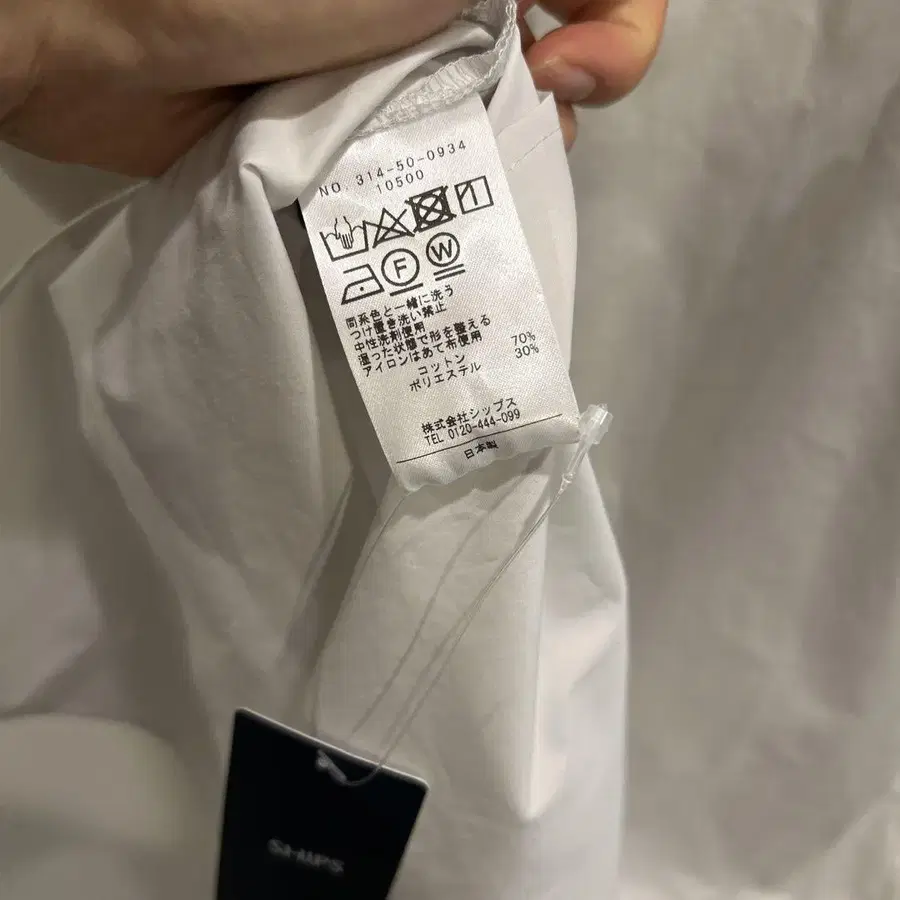 NO. 314-50-0934
10500
F
W
同系色と一緒に洗う
つけ置き洗い禁止
中性洗剤使用
湿った状態で形を整える
アイロンはあて布使用
コットン 70%
ポリエステル 30%
株式会社シップス
TEL 0120-444-099
日本製
SHIPS